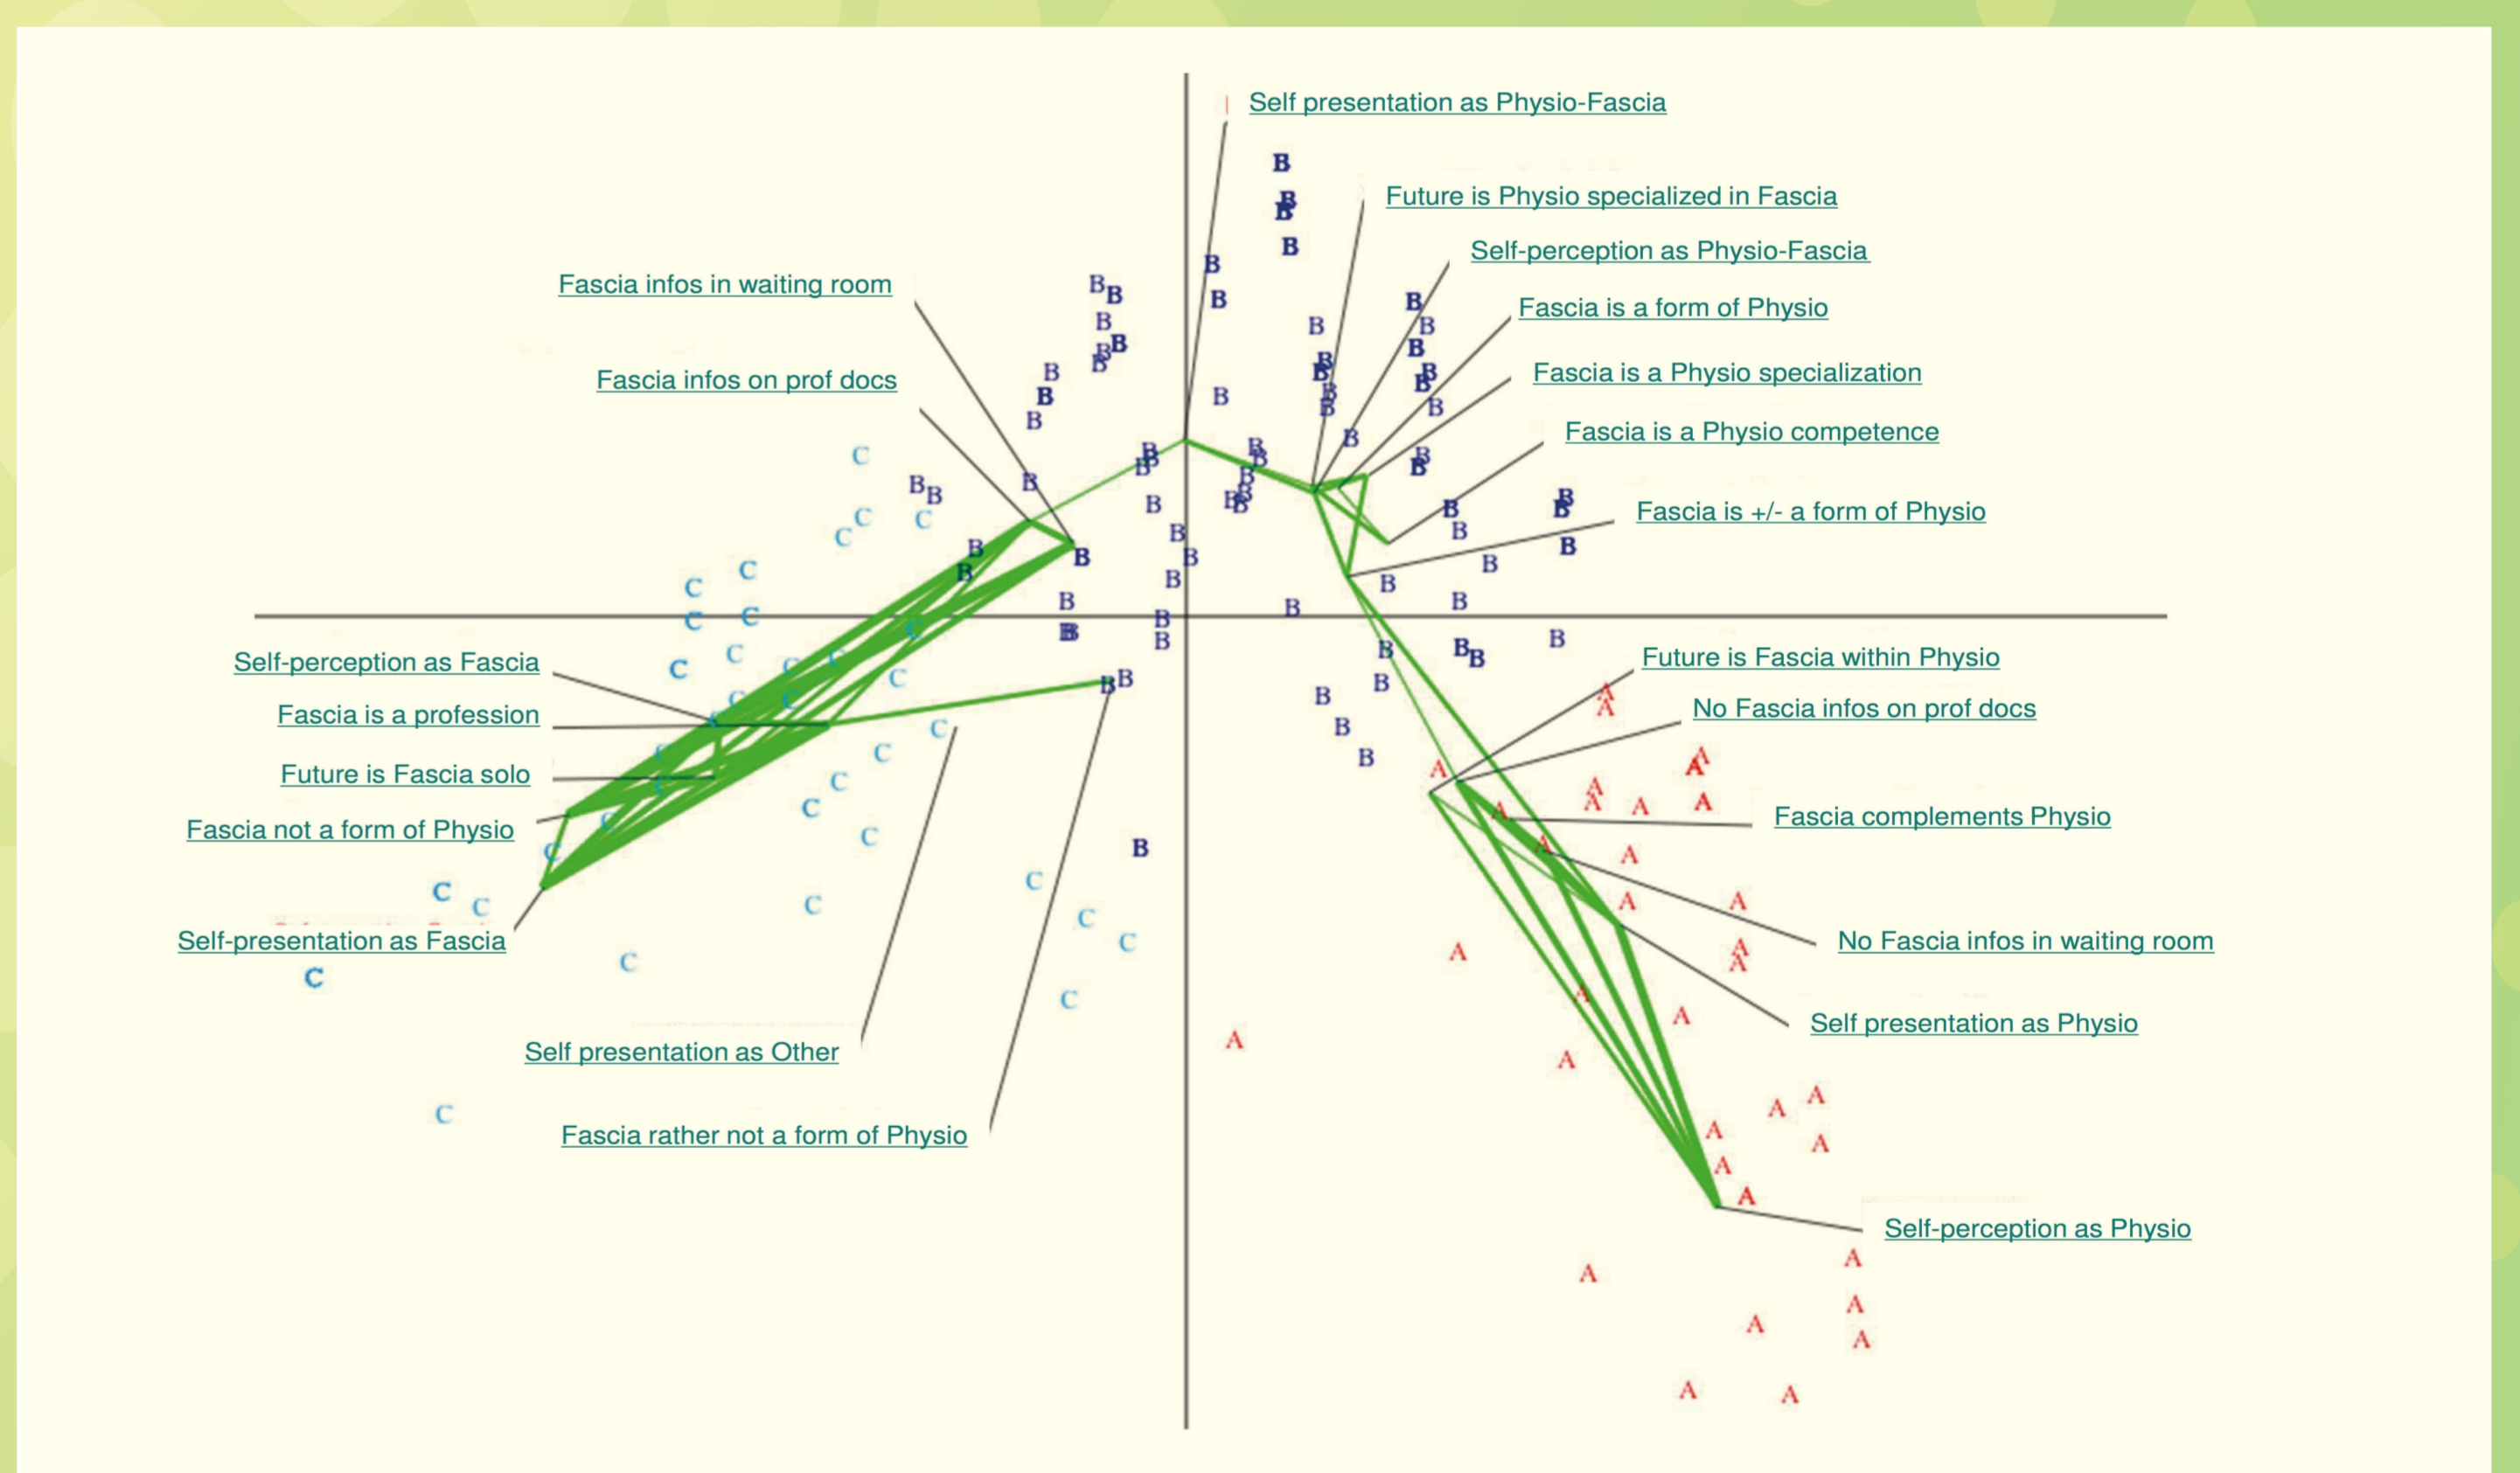 Self presentation as Physio-Fascia
Future is Physio specialized in Fascia
Self-perception as Physio-Fascia
Fascia infos in waiting room
Fascia is a form of Physio
Fascia infos on prof docs
Fascia is a Physio specialization
Fascia is a Physio competence
Fascia is +/- a form of Physio
Self-perception as Fascia
Future is Fascia within Physio
Fascia is a profession
No Fascia infos on prof docs
Future is Fascia solo
Fascia complements Physio
Fascia not a form of Physio
Self-presentation as Fascia
No Fascia infos in waiting room
Self presentation as Other
Self presentation as Physio
Fascia rather not a form of Physio
Self-perception as Physio